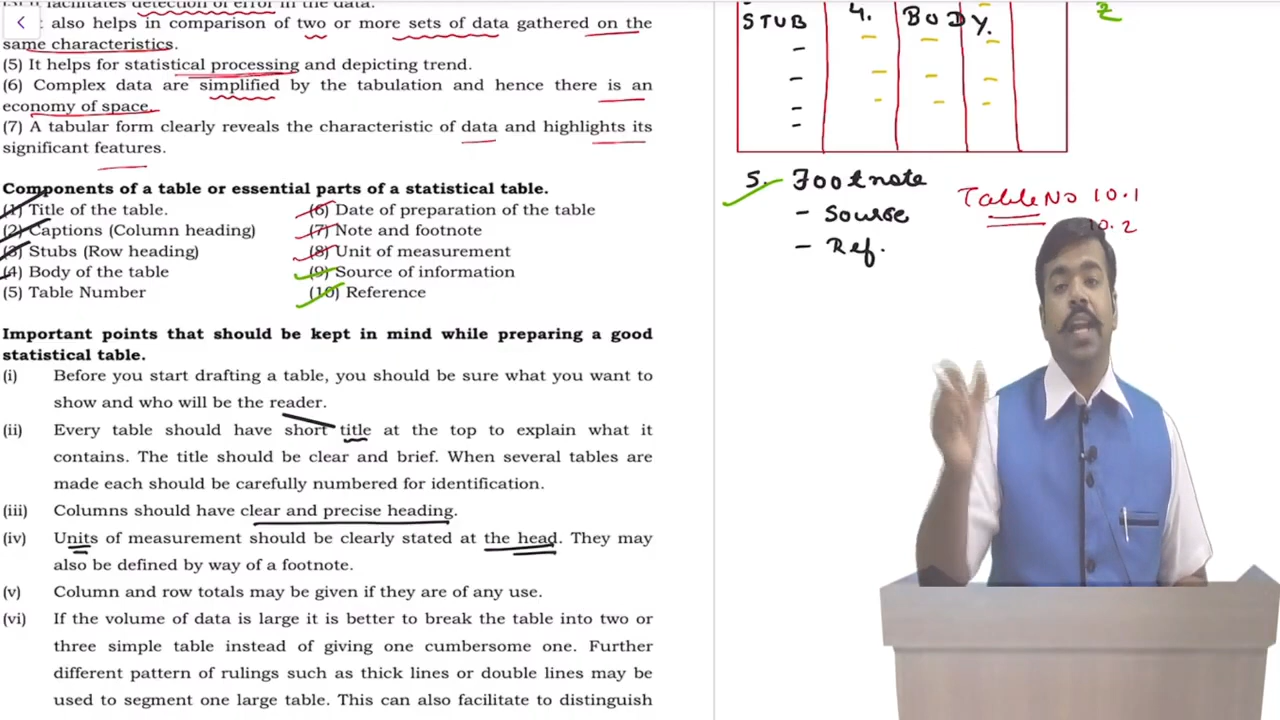 (3) It facilitates detection of error in the data.
It also helps in comparison of two or more sets of data gathered on the
same characteristics.
(5) It helps for statistical processing and depicting trend.
(6) Complex data are simplified by the tabulation and hence there is an
economy of space.
(7) A tabular form clearly reveals the characteristic of data and highlights its
significant features.
Components of a table or essential parts of a statistical table.
(1) Title of the table.
(2) Captions (Column heading)
(3) Stubs (Row heading)
(4) Body of the table
(5) Table Number
(6) Date of preparation of the table
(7) Note and footnote
(8) Unit of measurement
(9) Source of information
(10) Reference
Important points that should be kept in mind while preparing a good
statistical table.
(i) Before you start drafting a table, you should be sure what you want to
show and who will be the reader.
(ii) Every table should have short title at the top to explain what it
contains. The title should be clear and brief. When several tables are
made each should be carefully numbered for identification.
(iii) Columns should have clear and precise heading.
(iv) Units of measurement should be clearly stated at the head. They may
also be defined by way of a footnote.
(v) Column and row totals may be given if they are of any use.
(vi) If the volume of data is large it is better to break the table into two or
three simple table instead of giving one cumbersome one. Further
different pattern of rulings such as thick lines or double lines may be
used to segment one large table. This can also facilitate to distinguish
STUB 4. BODY.
5. Footnote
- Sourse
- Ref.
Table No 10.1
10.2